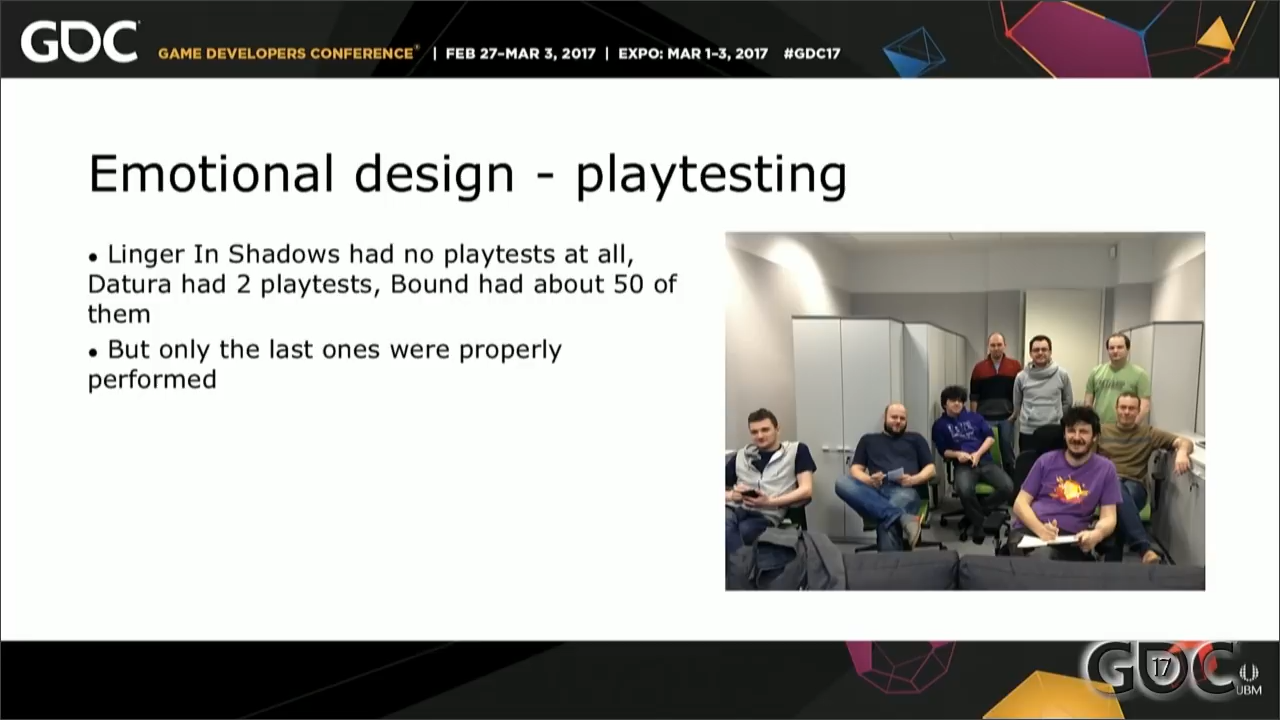 GDC GAME DEVELOPERS CONFERENCE® | FEB 27–MAR 3, 2017 | EXPO: MAR 1–3, 2017 #GDC17
Emotional design - playtesting
• Linger In Shadows had no playtests at all,
Datura had 2 playtests, Bound had about 50 of
them
• But only the last ones were properly
performed
GDC 17
UBM